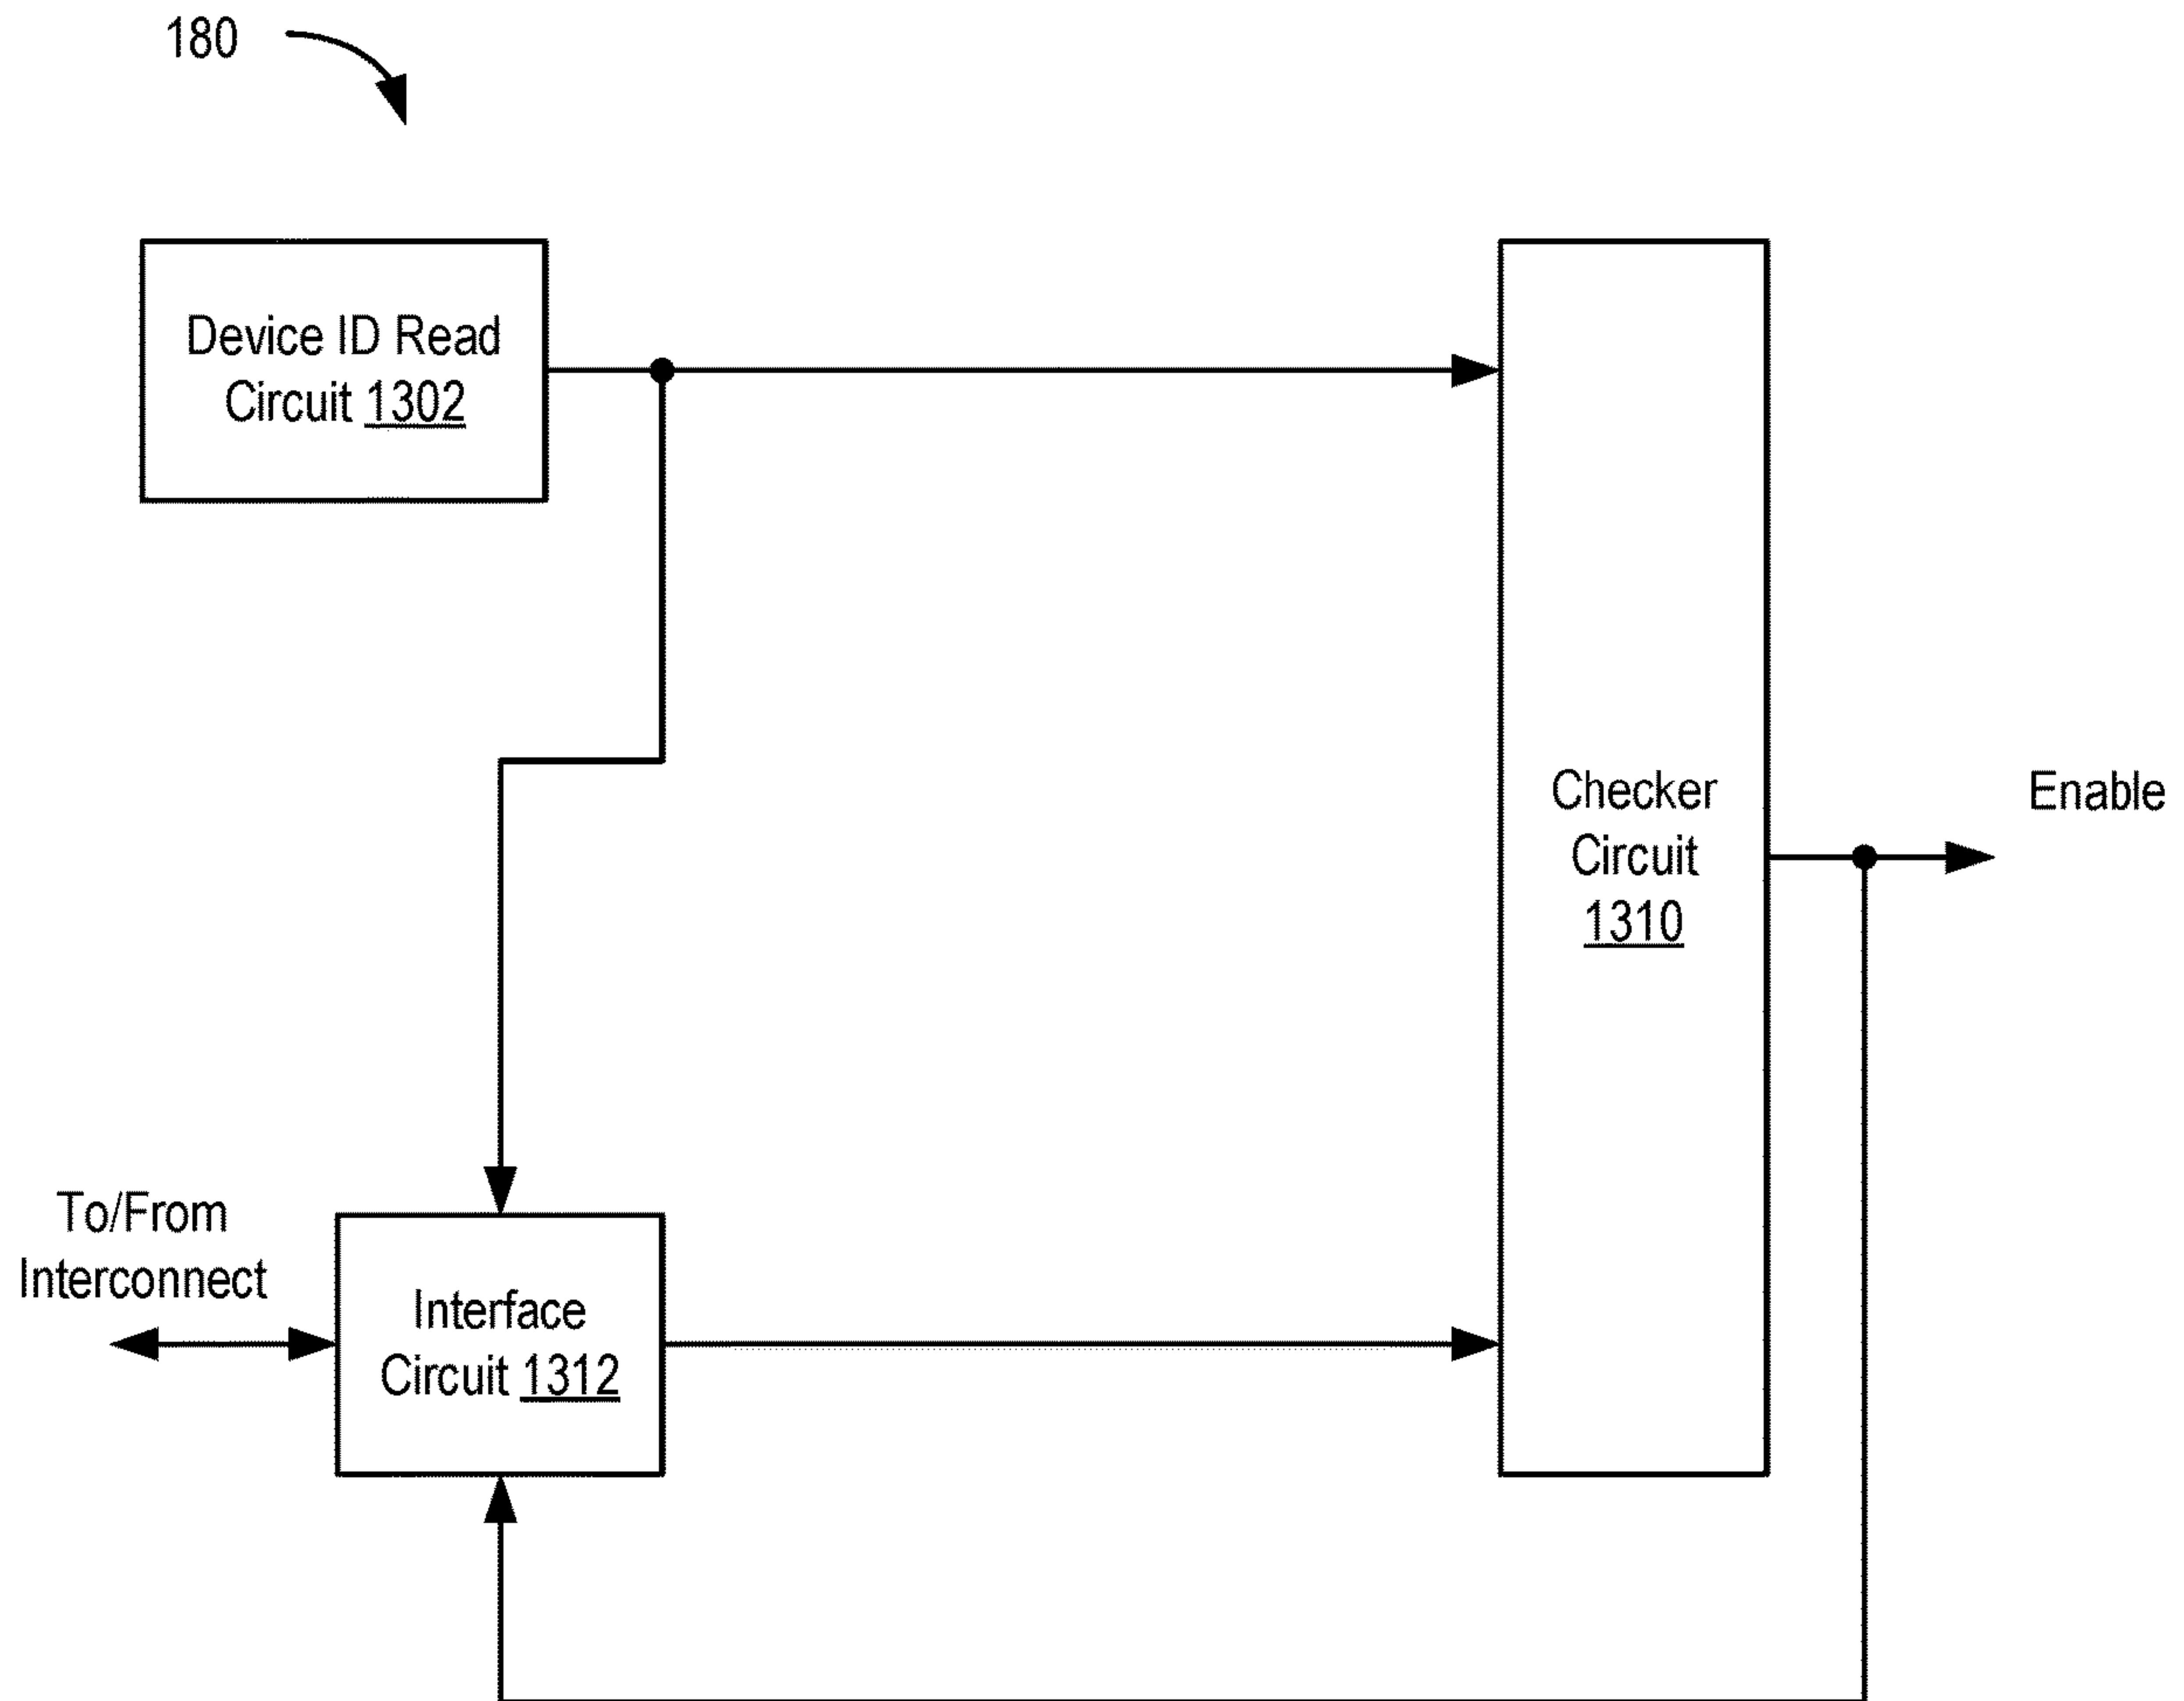 180
Device ID Read
Circuit 1302
Checker
Circuit
1310
Enable
To/From
Interconnect
Interface
Circuit 1312